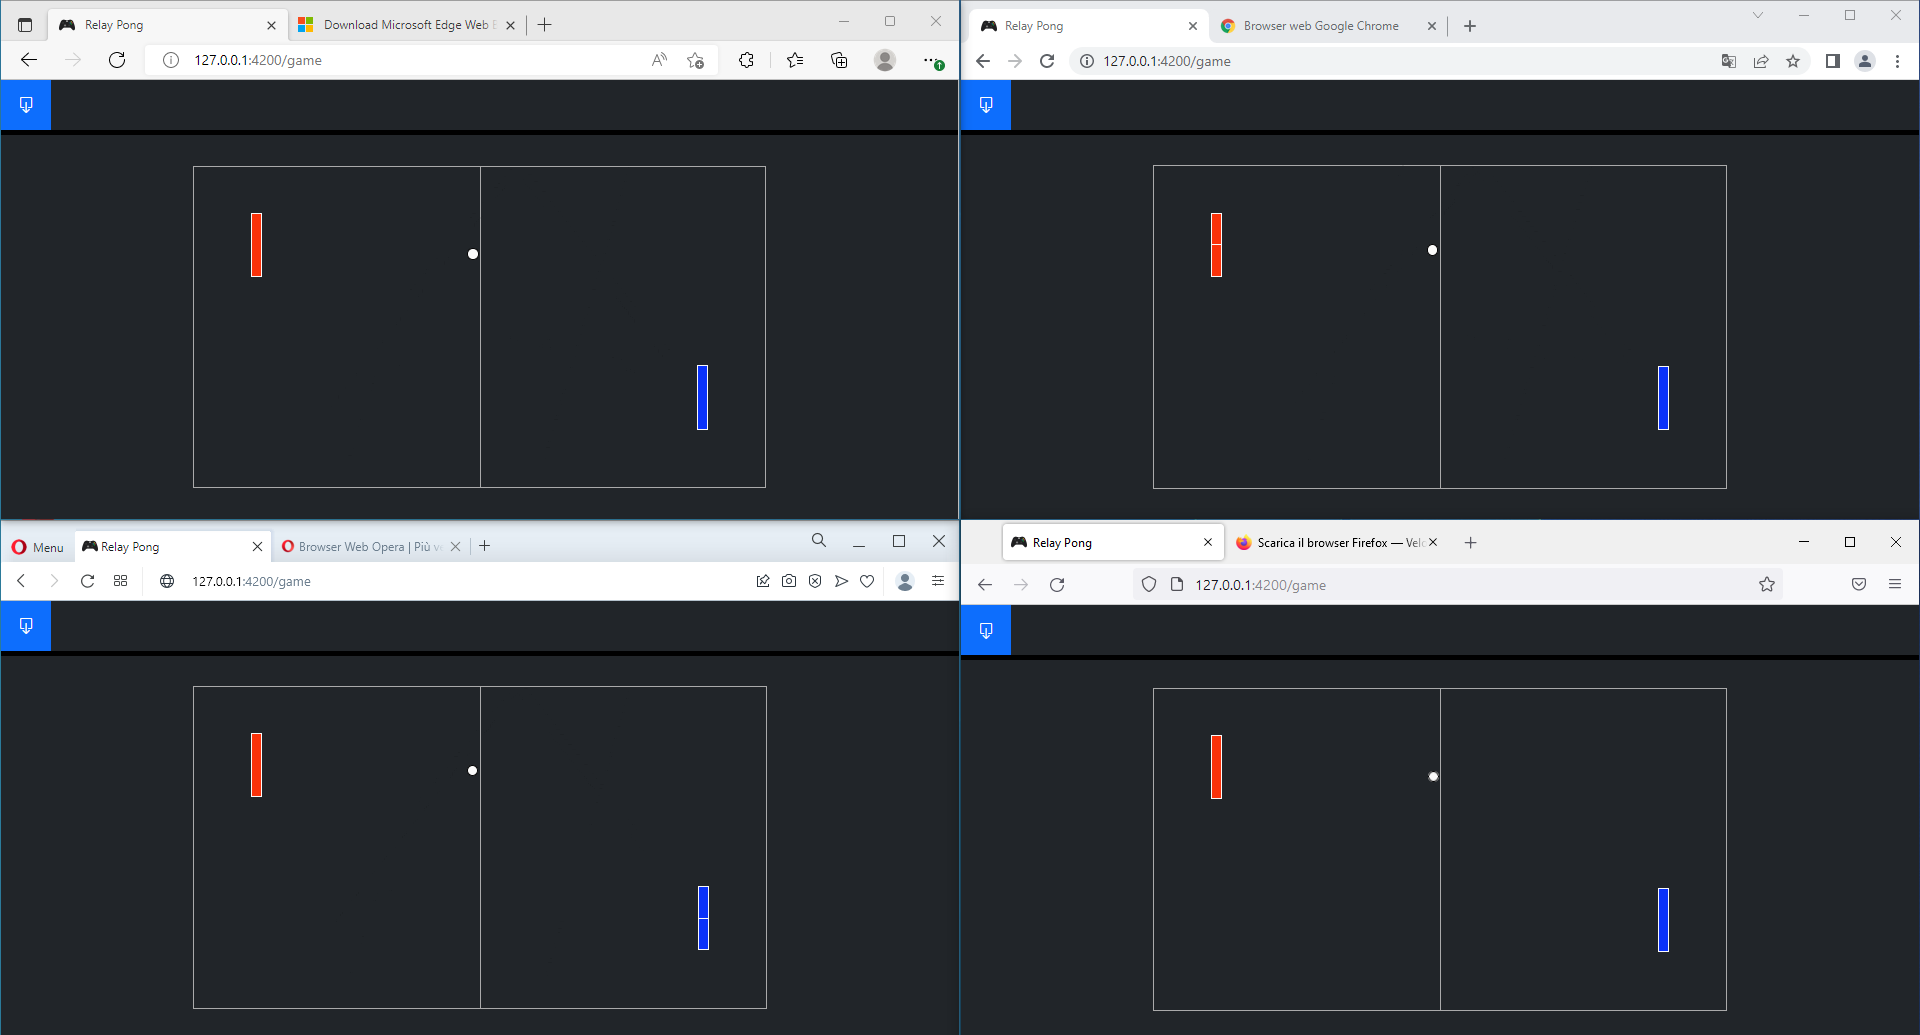 Relay Pong
Download Microsoft Edge Web
127.0.0.1:4200/game
Relay Pong
Browser web Google Chrome
127.0.0.1:4200/game
Menu
Relay Pong
Browser Web Opera | Più
127.0.0.1:4200/game
Relay Pong
Scarica il browser Firefox —
127.0.0.1:4200/game